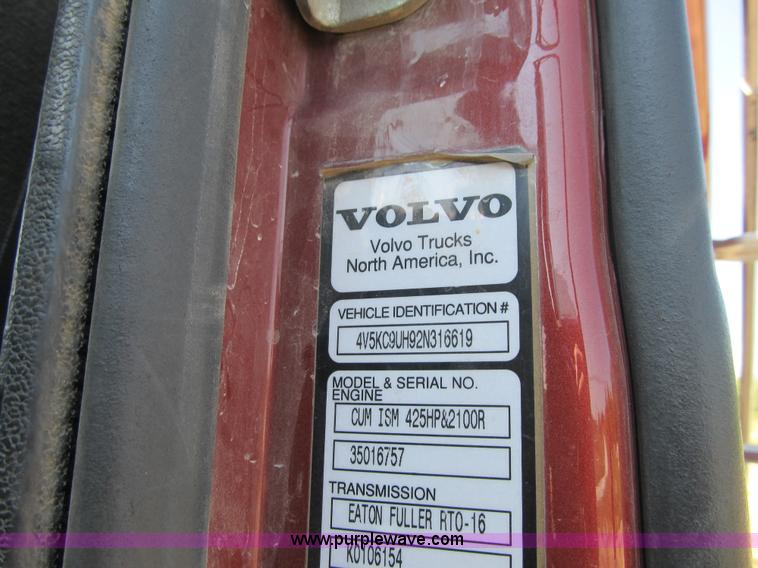 VOLVO
Volvo Trucks
North America, Inc.
VEHICLE IDENTIFICATION #
4V5KC9UH92N316619
MODEL & SERIAL NO.
ENGINE
CUM ISM 425HP&2100R
35016757
TRANSMISSION
EATON FULLER RTO-16
www.purplewave.com
K0106154